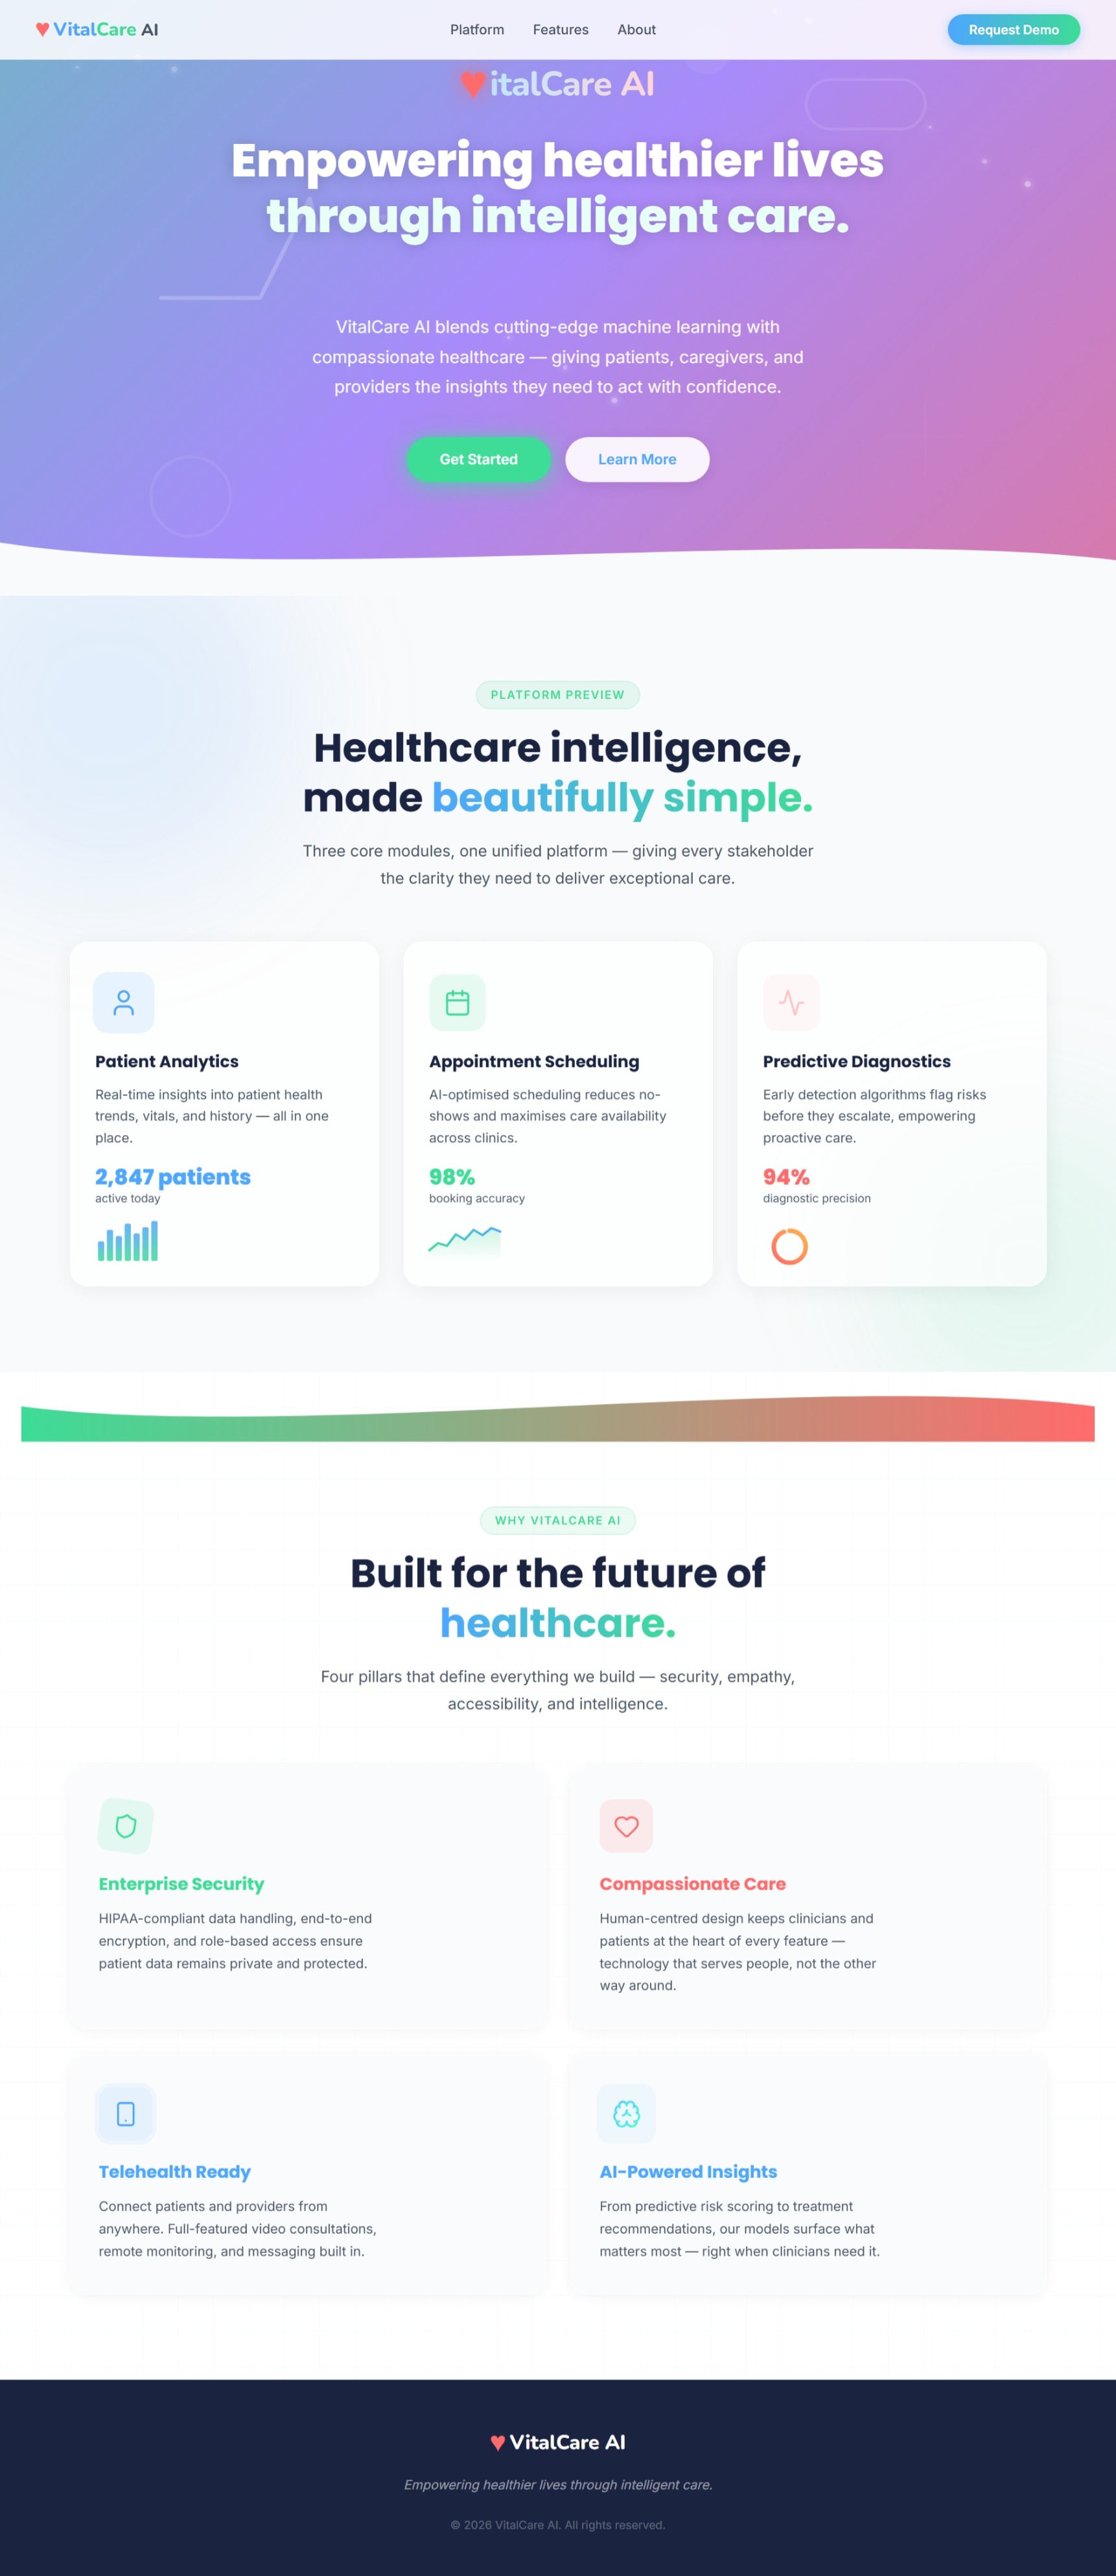 ♥ VitalCare AI
Platform Features About
Request Demo
♥ italCare AI
Empowering healthier lives
through intelligent care.
VitalCare AI blends cutting-edge machine learning with
compassionate healthcare — giving patients, caregivers, and
providers the insights they need to act with confidence.
Get Started
Learn More
PLATFORM PREVIEW
Healthcare intelligence,
made beautifully simple.
Three core modules, one unified platform — giving every stakeholder
the clarity they need to deliver exceptional care.
Patient Analytics
Real-time insights into patient health
trends, vitals, and history — all in one
place.
2,847 patients
active today
Appointment Scheduling
AI-optimised scheduling reduces no-
shows and maximises care availability
across clinics.
98%
booking accuracy
Predictive Diagnostics
Early detection algorithms flag risks
before they escalate, empowering
proactive care.
94%
diagnostic precision
WHY VITALCARE AI
Built for the future of
healthcare.
Four pillars that define everything we build — security, empathy,
accessibility, and intelligence.
Enterprise Security
HIPAA-compliant data handling, end-to-end
encryption, and role-based access ensure
patient data remains private and protected.
Compassionate Care
Human-centred design keeps clinicians and
patients at the heart of every feature —
technology that serves people, not the other
way around.
Telehealth Ready
Connect patients and providers from
anywhere. Full-featured video consultations,
remote monitoring, and messaging built in.
AI-Powered Insights
From predictive risk scoring to treatment
recommendations, our models surface what
matters most — right when clinicians need it.
♥ VitalCare AI
Empowering healthier lives through intelligent care.
© 2026 VitalCare AI. All rights reserved.